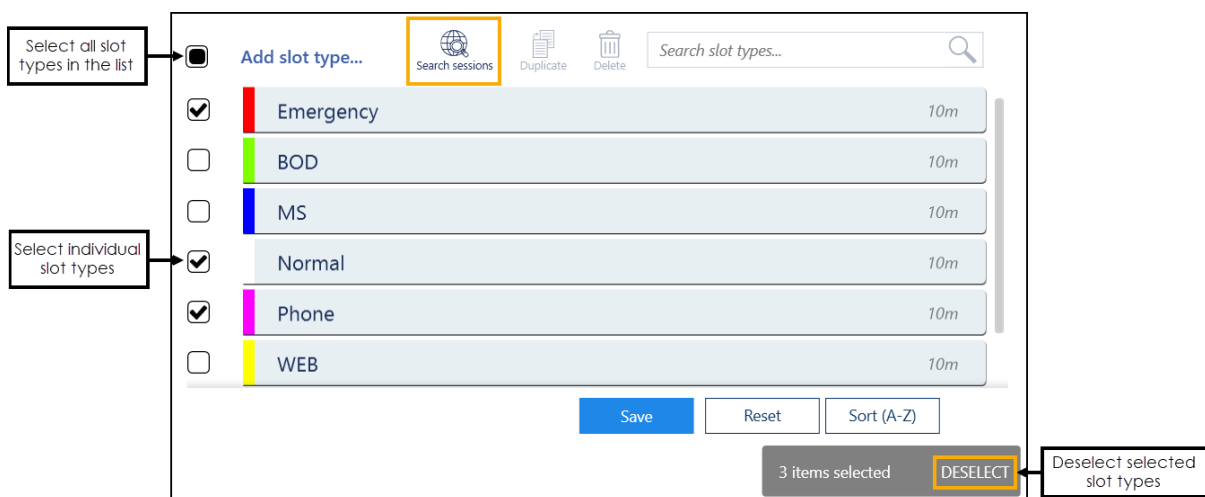 Select all slot
types in the list
Add slot type...
Search sessions
Duplicate
Delete
Search slot types...
Emergency 10m
BOD 10m
MS 10m
Select individual
slot types
Normal 10m
Phone 10m
WEB 10m
Save Reset Sort (A-Z)
3 items selected DESELECT
Deselect selected
slot types